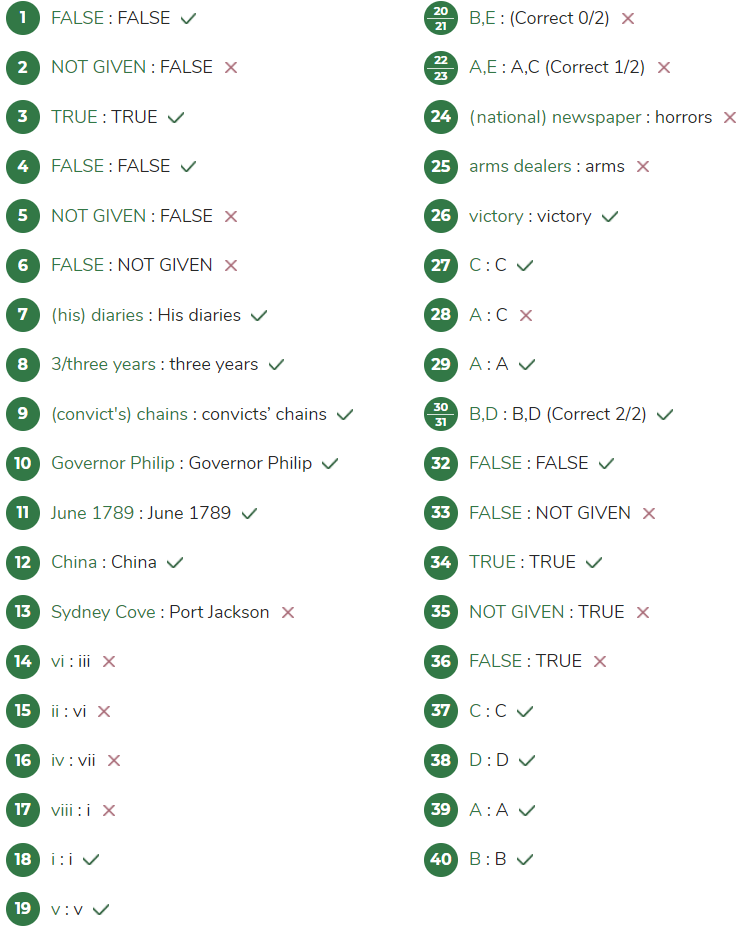 1 FALSE : FALSE ✓
2 NOT GIVEN : FALSE ✗
3 TRUE : TRUE ✓
4 FALSE : FALSE ✓
5 NOT GIVEN : FALSE ✗
6 FALSE : NOT GIVEN ✗
7 (his) diaries : His diaries ✓
8 3/three years : three years ✓
9 (convict's) chains : convicts’ chains ✓
10 Governor Philip : Governor Philip ✓
11 June 1789 : June 1789 ✓
12 China : China ✓
13 Sydney Cove : Port Jackson ✗
14 vi : iii ✗
15 ii : vi ✗
16 iv : vii ✗
17 viii : i ✗
18 i : i ✓
19 v : v ✓
20 21 B,E : (Correct 0/2) ✗
22 23 A,E : A,C (Correct 1/2) ✗
24 (national) newspaper : horrors ✗
25 arms dealers : arms ✗
26 victory : victory ✓
27 C : C ✓
28 A : C ✗
29 A : A ✓
30 31 B,D : B,D (Correct 2/2) ✓
32 FALSE : FALSE ✓
33 FALSE : NOT GIVEN ✗
34 TRUE : TRUE ✓
35 NOT GIVEN : TRUE ✗
36 FALSE : TRUE ✗
37 C : C ✓
38 D : D ✓
39 A : A ✓
40 B : B ✓